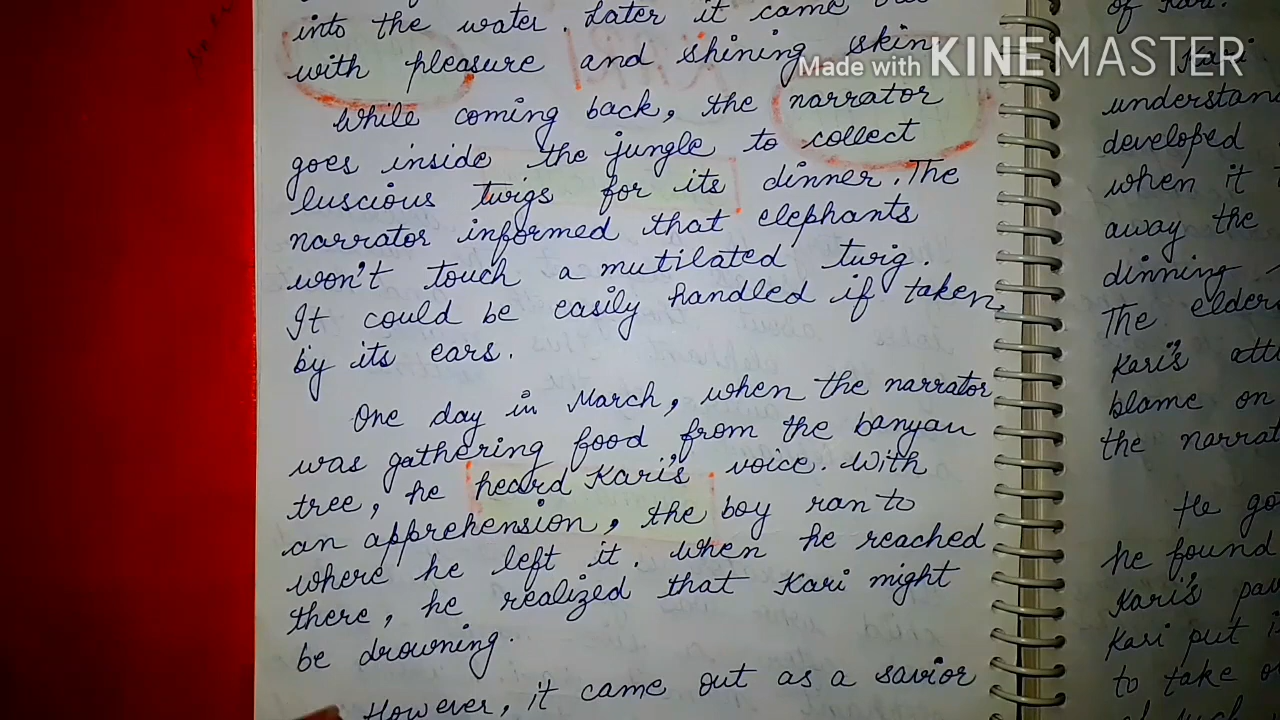 into the water. Later it came
with pleasure and shining skin.
Made with KINEMASTER
While coming back, the narrator
goes inside the jungle to collect
luscious twigs for its dinner. The
narrator informed that elephants
won't touch a mutilated twig.
It could be easily handled if taken
by its ears.
One day in March, when the narrator
was gathering food from the banyan
tree, he heard Kari's voice. With
an apprehension, the boy ran to
where he left it. When he reached
there, he realized that Kari might
be drowning.
However, it came out as a savior
of Kari.
Kari
understan
developed
when it
away the
dinning
The elder
Kari's att
blame on
the narrat
He go
he found
Kari's pa
Kari put i
to take o